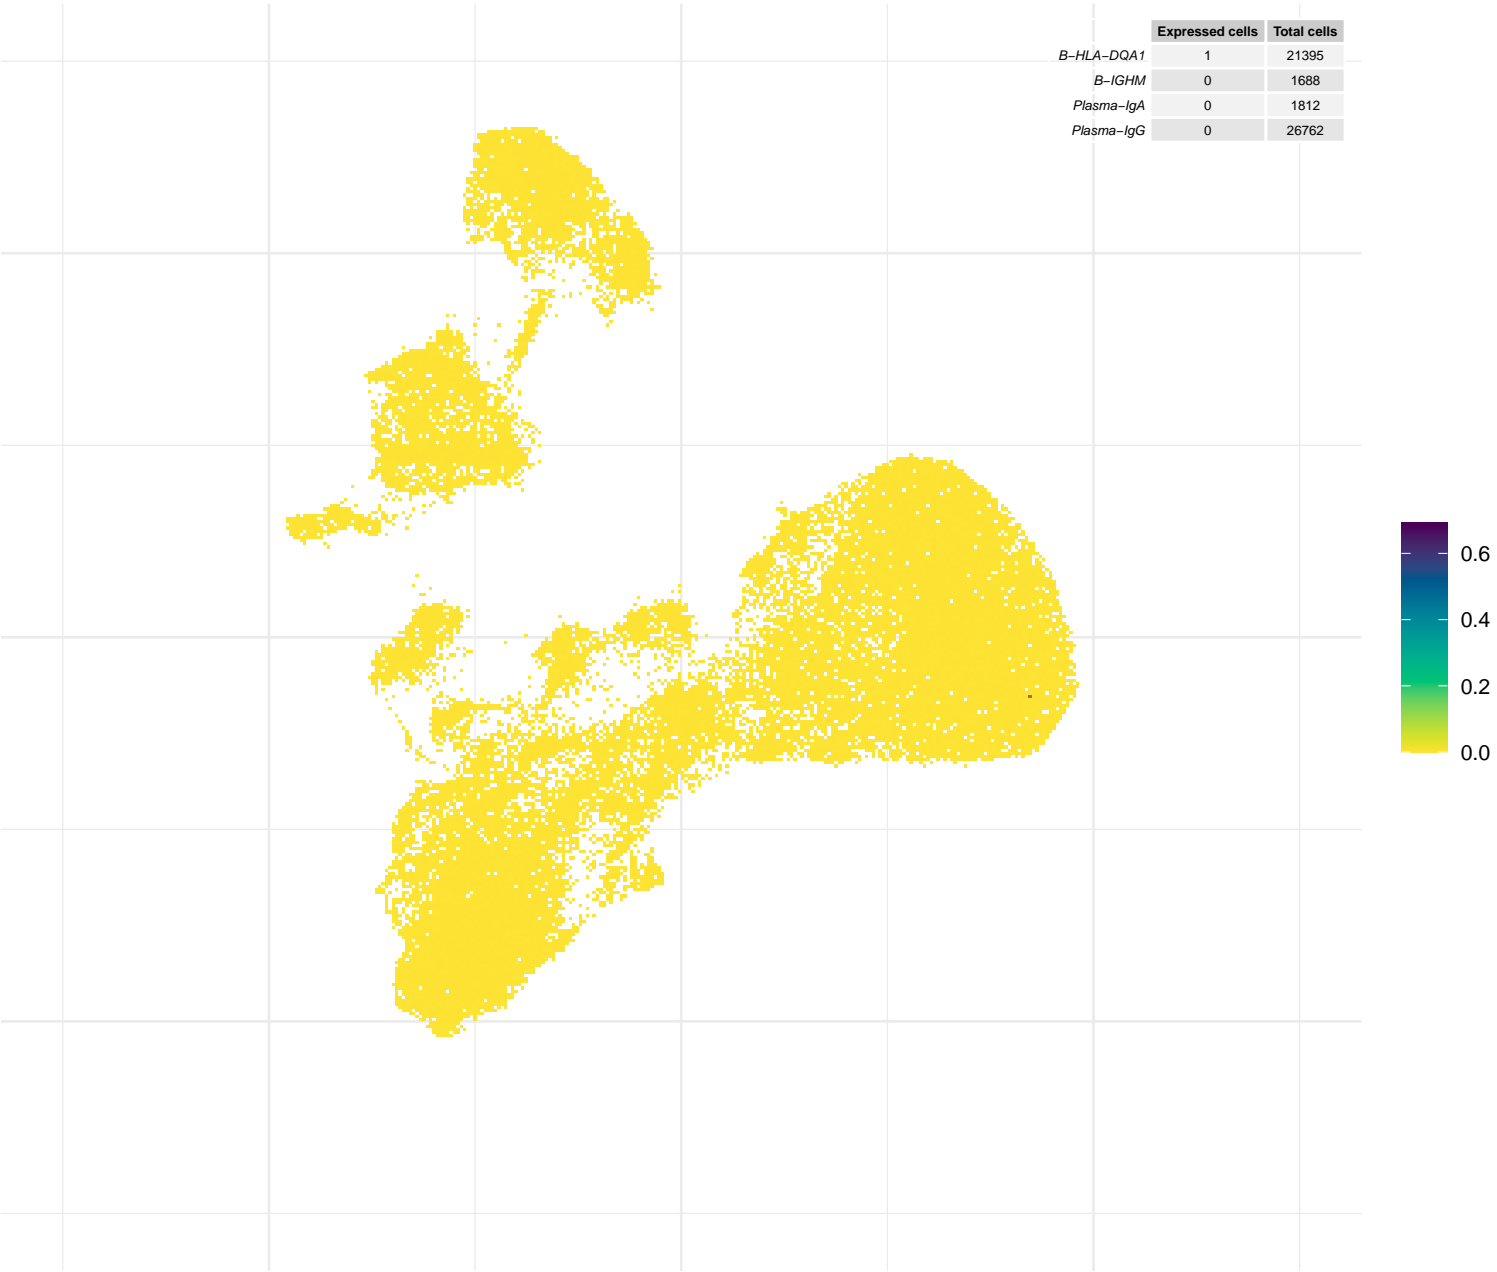 Expressed cells Total cells
B−HLA−DQA1 1 21395
B−IGHM 0 1688
Plasma−IgA 0 1812
Plasma−IgG 0 26762
0.6
0.4
0.2
0.0